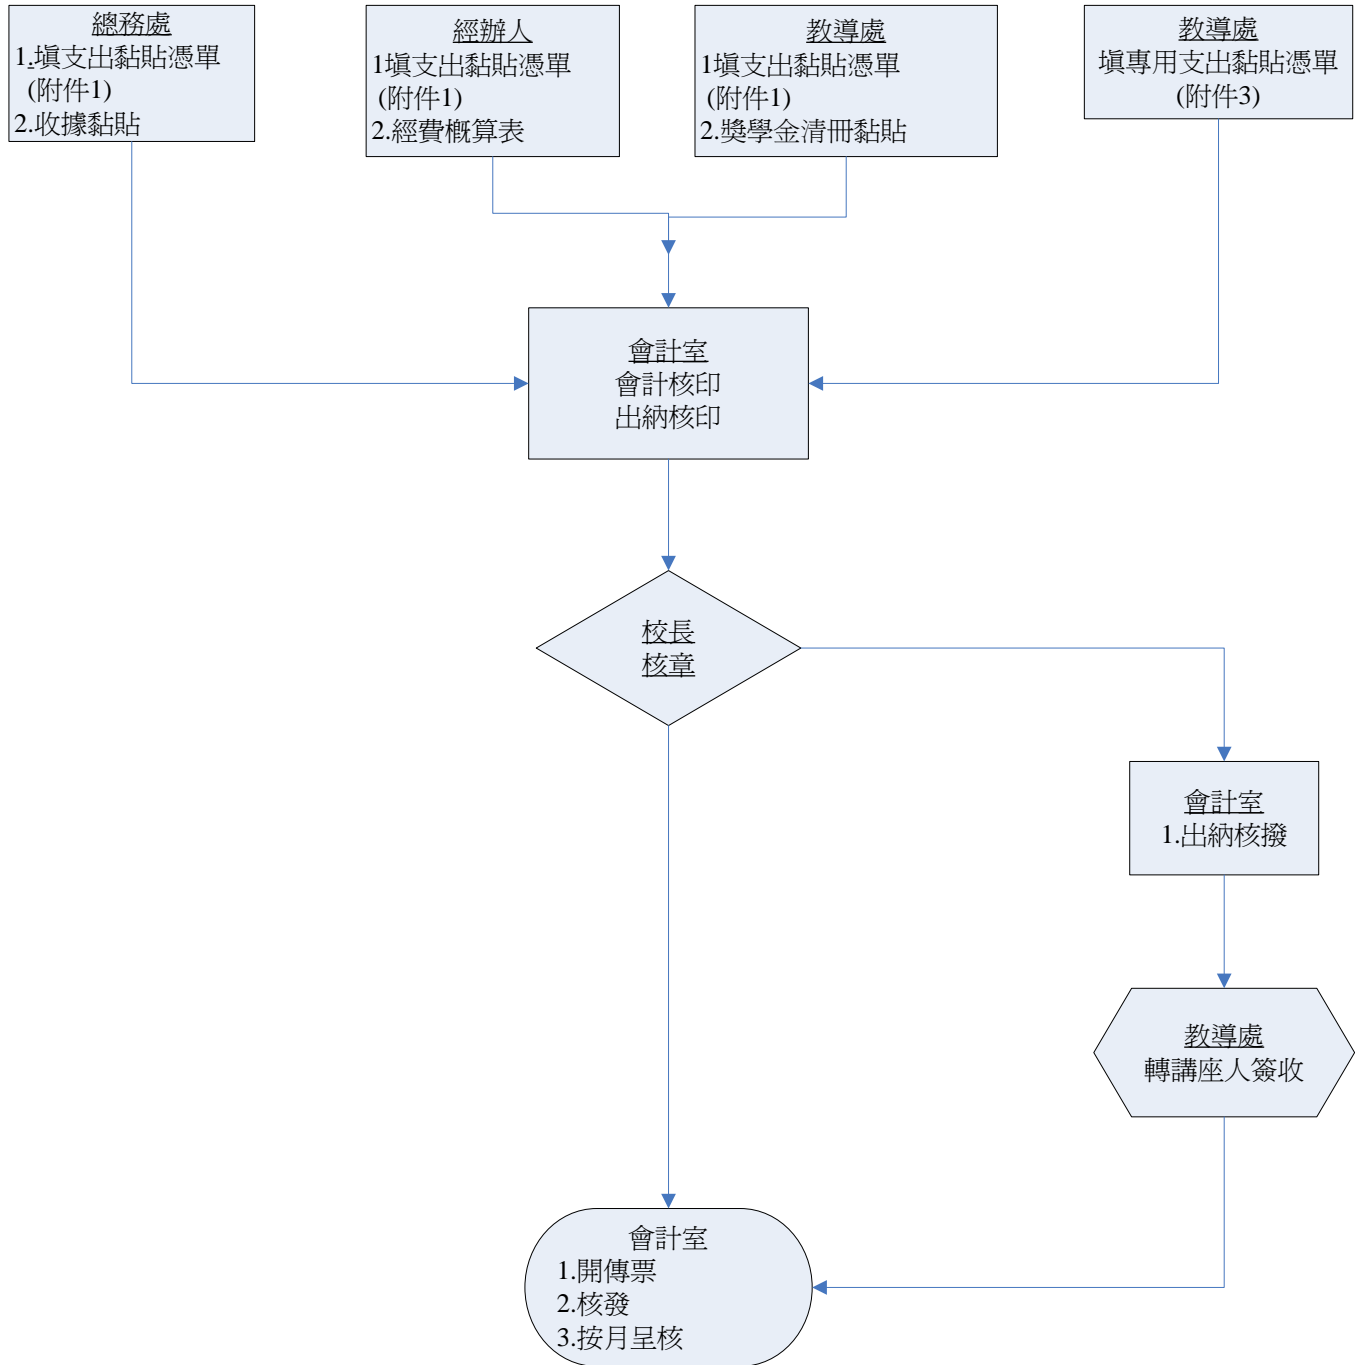 總務處
1.填支出黏貼憑單
(附件1)
2.收據黏貼
經辦人
1填支出黏貼憑單
(附件1)
2.經費概算表
教導處
1填支出黏貼憑單
(附件1)
2.獎學金清冊黏貼
教導處
填專用支出黏貼憑單
(附件3)
會計室
會計核印
出納核印
校長
核章
會計室
1.出納核撥
教導處
轉講座人簽收
會計室
1.開傳票
2.核發
3.按月呈核